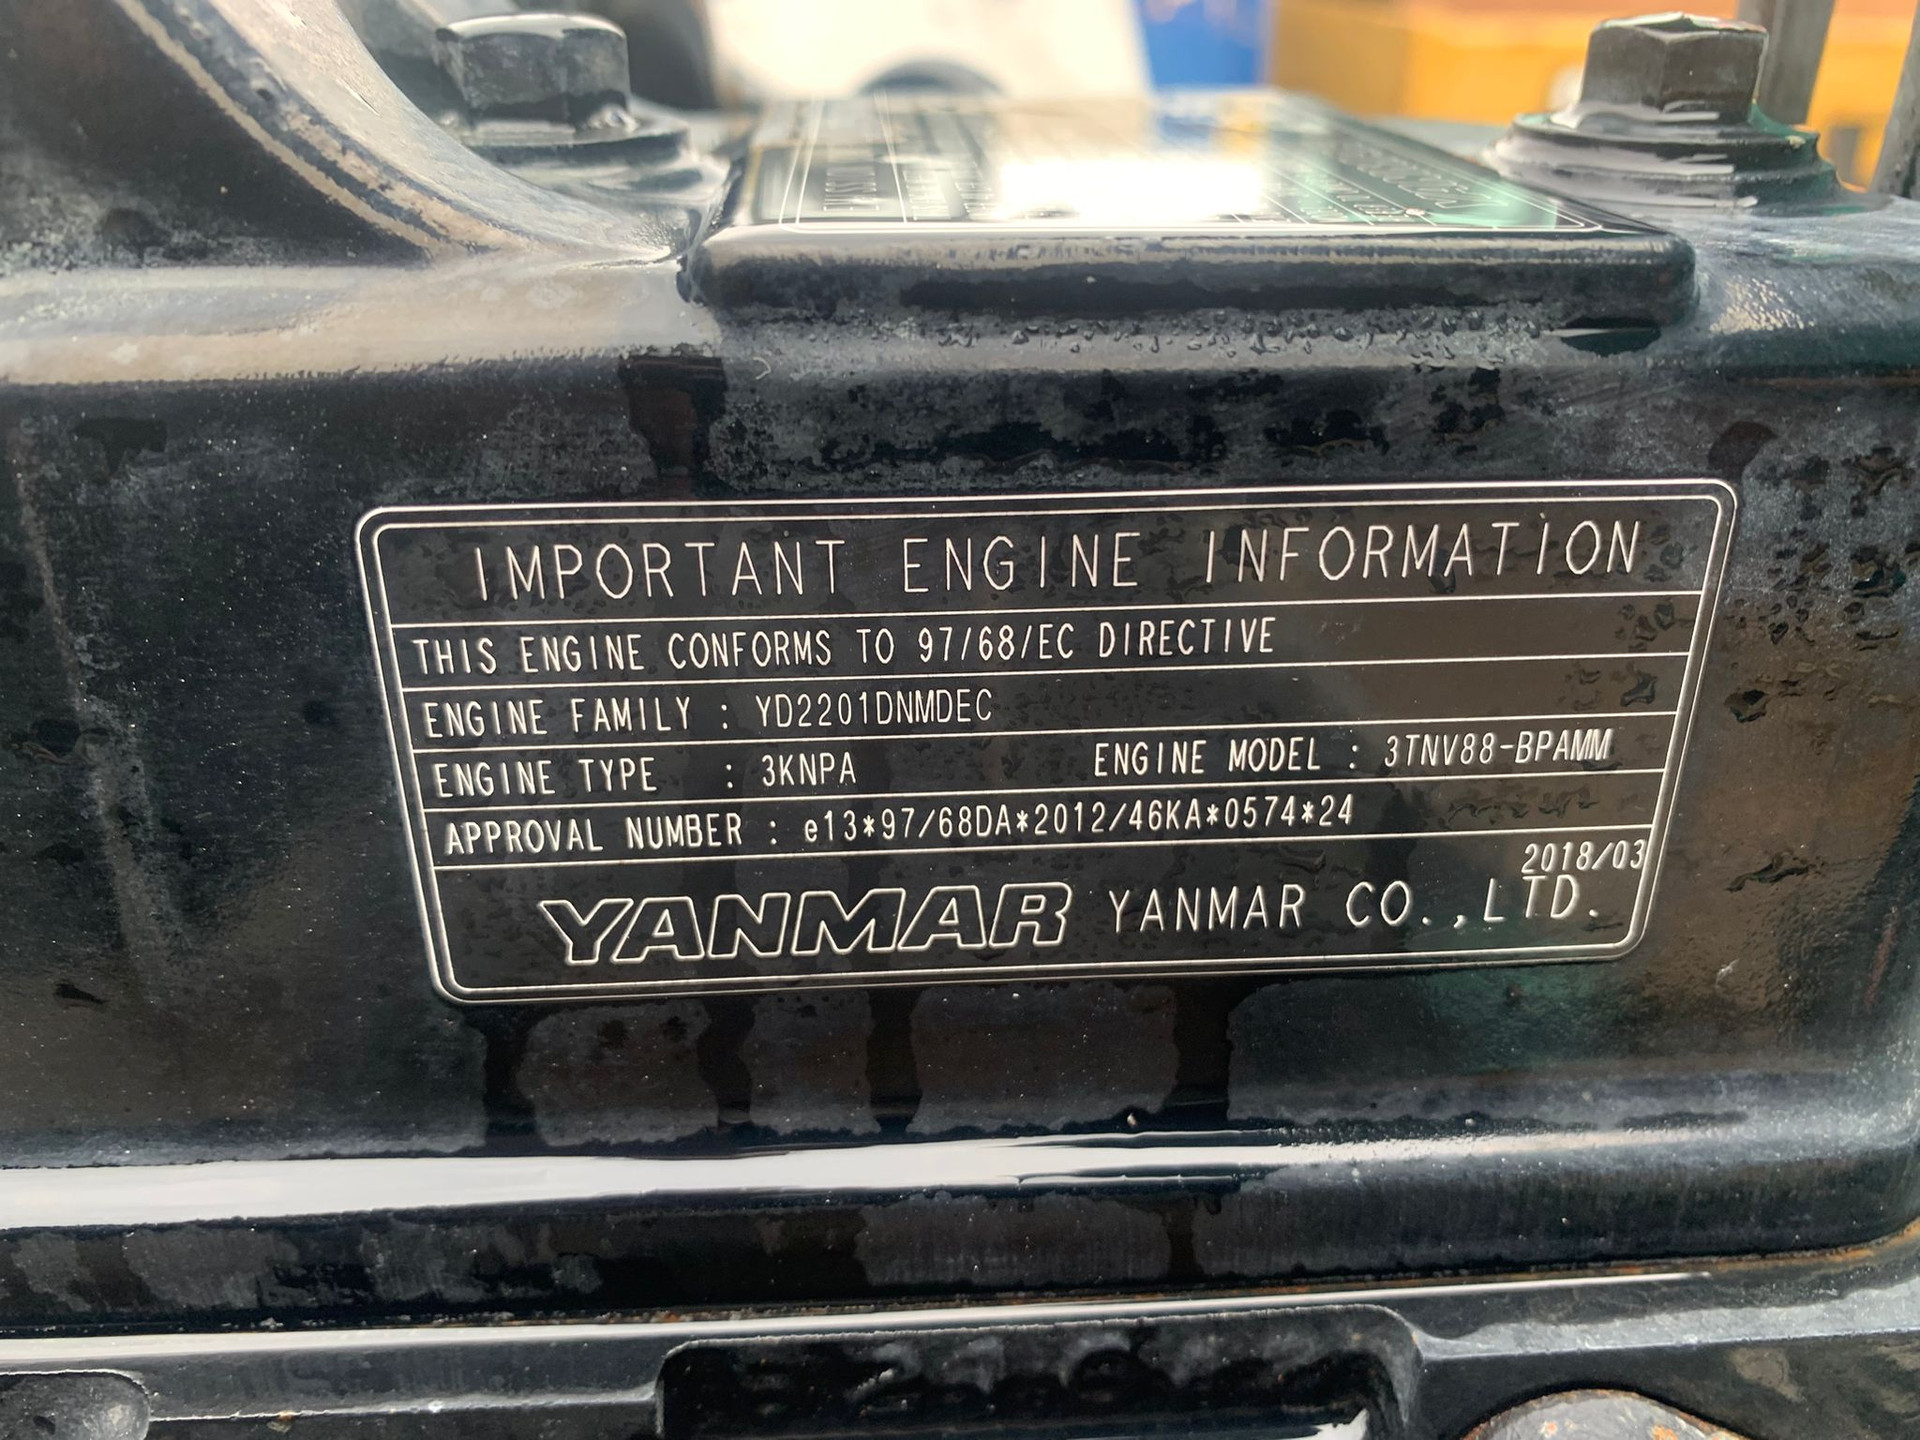 IMPORTANT ENGINE INFORMATION
THIS ENGINE CONFORMS TO 97/68/EC DIRECTIVE
ENGINE FAMILY : YD2201DNMDEC
ENGINE TYPE : 3KNPA ENGINE MODEL : 3TNV88-BPAMM
APPROVAL NUMBER : e13*97/68DA*2012/46KA*0574*24
2018/03
YANMAR YANMAR CO.,LTD.